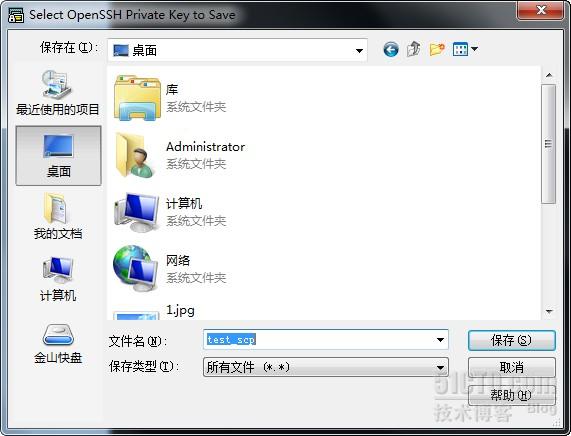 Select OpenSSH Private Key to Save
保存在(I):
桌面
最近使用的项目
桌面
我的文档
计算机
金山快盘
库
系统文件夹
Administrator
系统文件夹
计算机
系统文件夹
网络
系统文件夹
1.jpg
文件名(N):
test_scp
保存(S)
保存类型(T):
所有文件 (*.*)
取消
帮助(H)
51CTO.com
技术博客 Blog